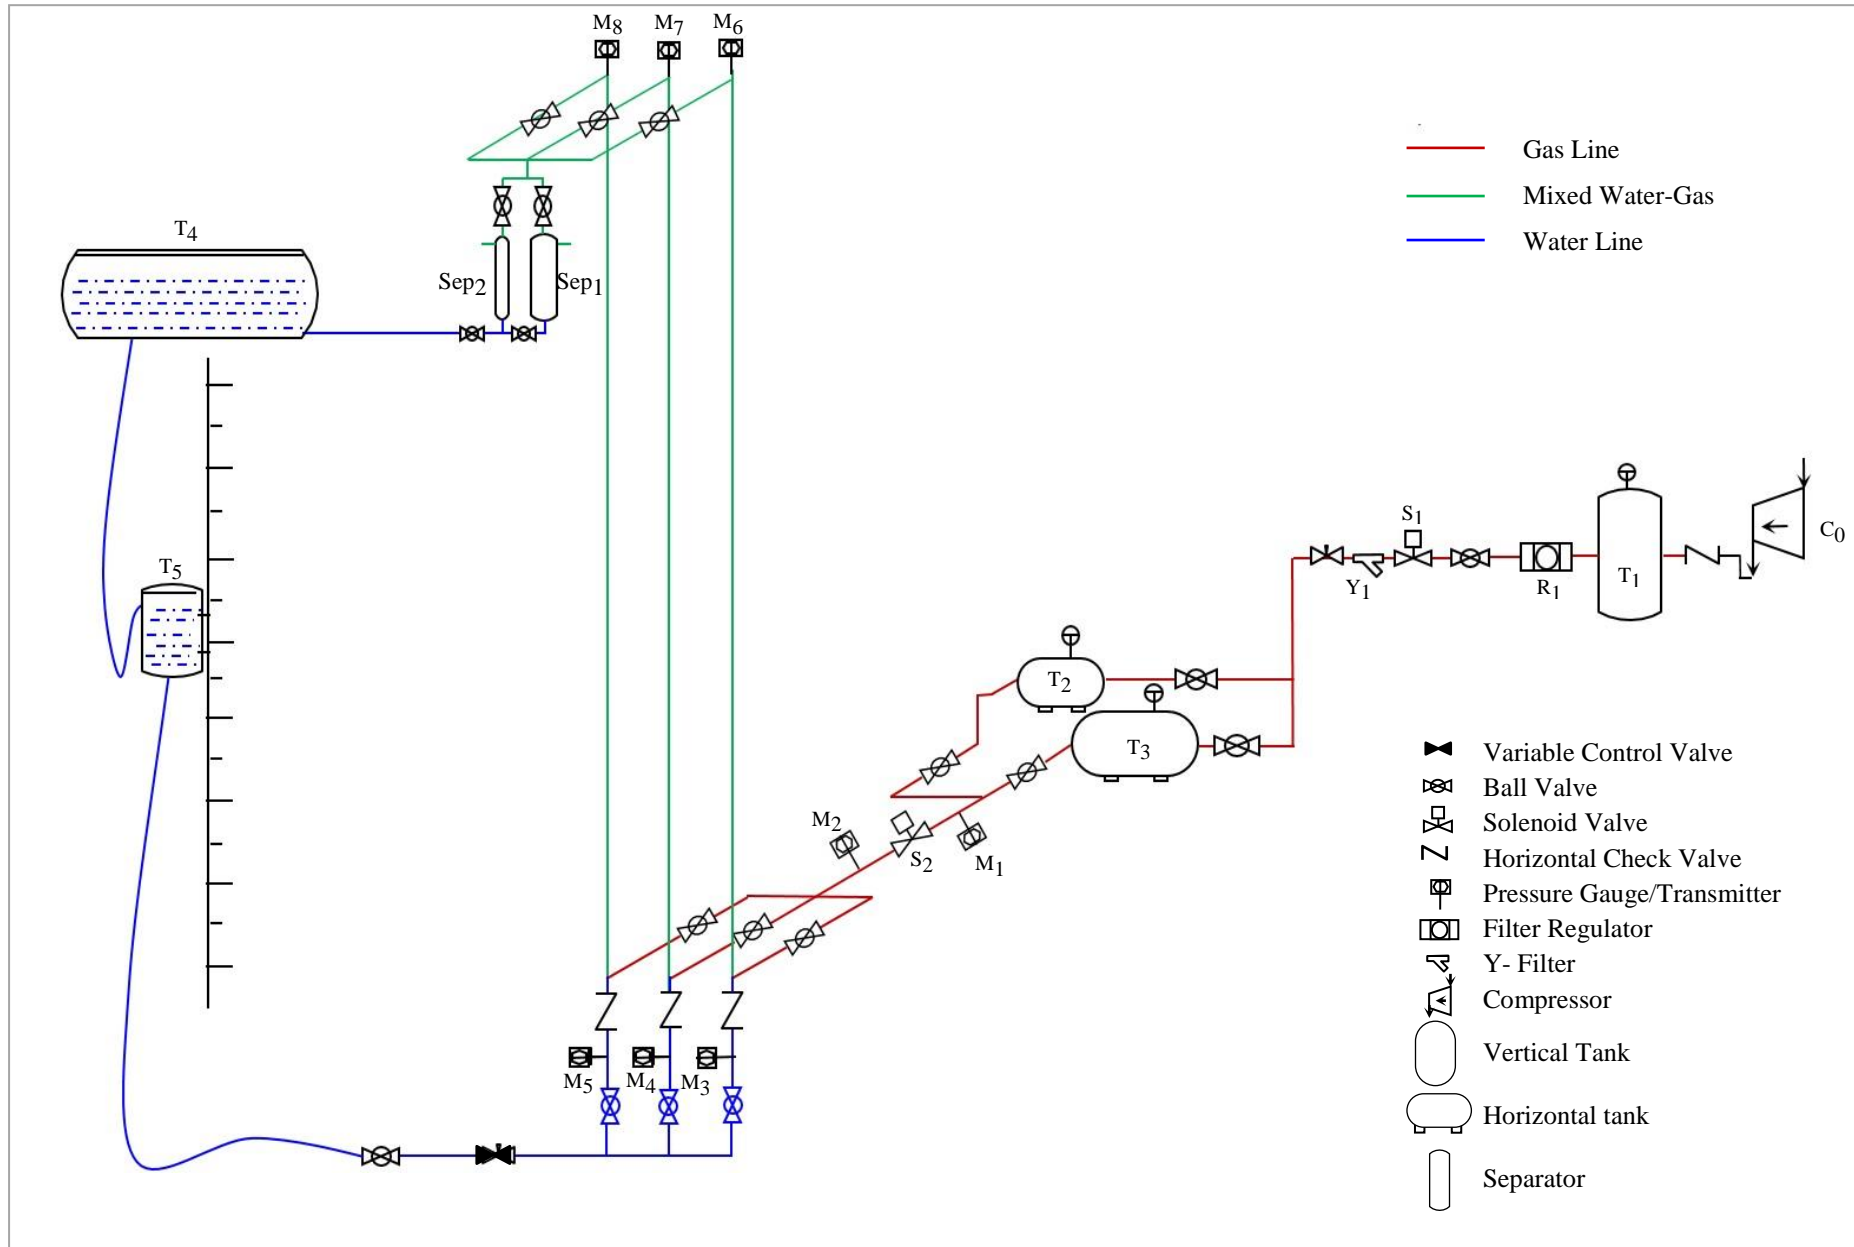 M8 M7 M6
Gas Line
Mixed Water-Gas
Water Line
T4
Sep2 Sep1
S1
C0
T5
Y1 R1 T1
T2
T3
M2
S2 M1
Variable Control Valve
Ball Valve
Solenoid Valve
Horizontal Check Valve
Pressure Gauge/Transmitter
Filter Regulator
Y- Filter
Compressor
Vertical Tank
M5 M4 M3
Horizontal tank
Separator